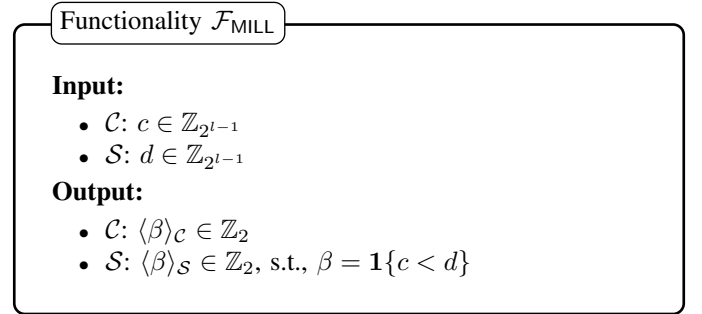 Functionality $\mathcal{F}_{\mathsf{MILL}}$
Input:
• $\mathcal{C}$: $c \in \mathbb{Z}_{2^{l-1}}$
• $\mathcal{S}$: $d \in \mathbb{Z}_{2^{l-1}}$
Output:
• $\mathcal{C}$: $\langle\beta\rangle_{\mathcal{C}} \in \mathbb{Z}_2$
• $\mathcal{S}$: $\langle\beta\rangle_{\mathcal{S}} \in \mathbb{Z}_2$, s.t., $\beta = \mathbf{1}\{c < d\}$